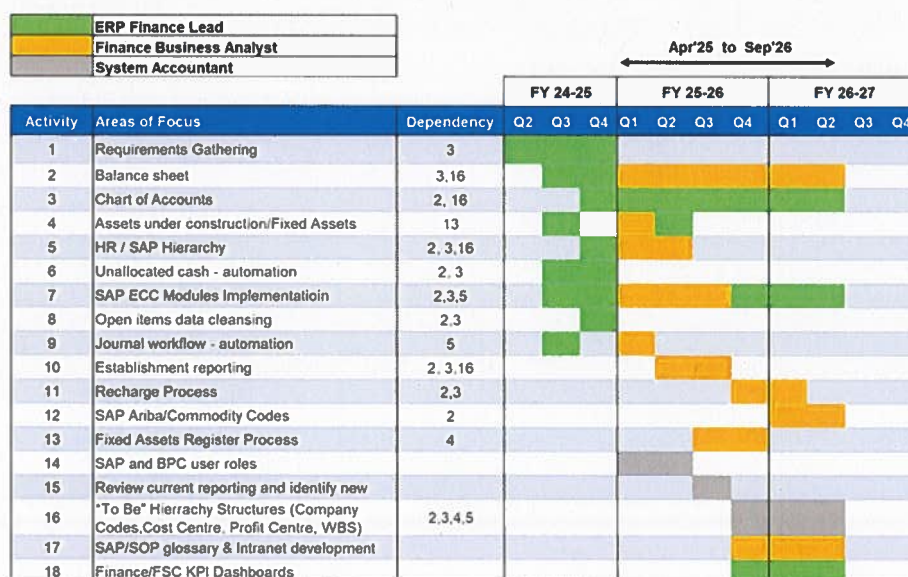 ERP Finance Lead
Finance Business Analyst
System Accountant
Apr'25 to Sep'26
FY 24-25 FY 25-26 FY 26-27
Activity Areas of Focus Dependency Q2 Q3 Q4 Q1 Q2 Q3 Q4 Q1 Q2 Q3 Q4
1 Requirements Gathering 3
2 Balance sheet 3,16
3 Chart of Accounts 2, 16
4 Assets under construction/Fixed Assets 13
5 HR / SAP Hierarchy 2, 3,16
6 Unallocated cash - automation 2, 3
7 SAP ECC Modules Implementatioin 2,3,5
8 Open items data cleansing 2,3
9 Journal workflow - automation 5
10 Establishment reporting 2, 3,16
11 Recharge Process 2,3
12 SAP Ariba/Commodity Codes 2
13 Fixed Assets Register Process 4
14 SAP and BPC user roles
15 Review current reporting and identify new
16 "To Be" Hierrachy Structures (Company
Codes,Cost Centre, Profit Centre, WBS) 2,3,4,5
17 SAP/SOP glossary & Intranet development
18 Finance/FSC KPI Dashboards